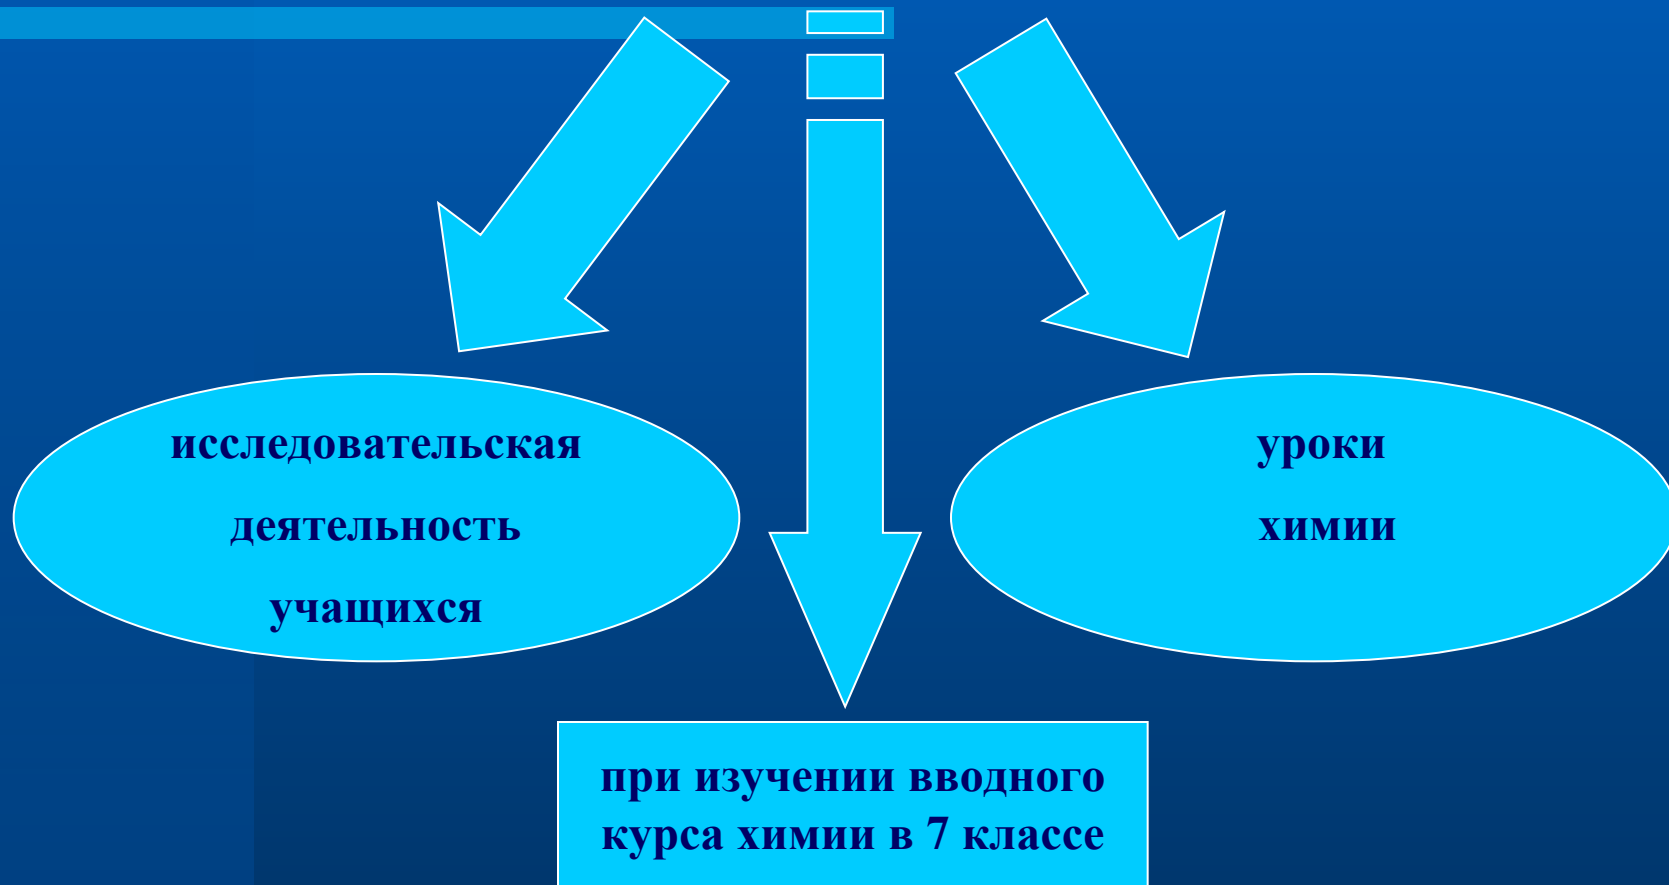 исследовательская
деятельность
учащихся
уроки
химии
при изучении вводного
курса химии в 7 классе